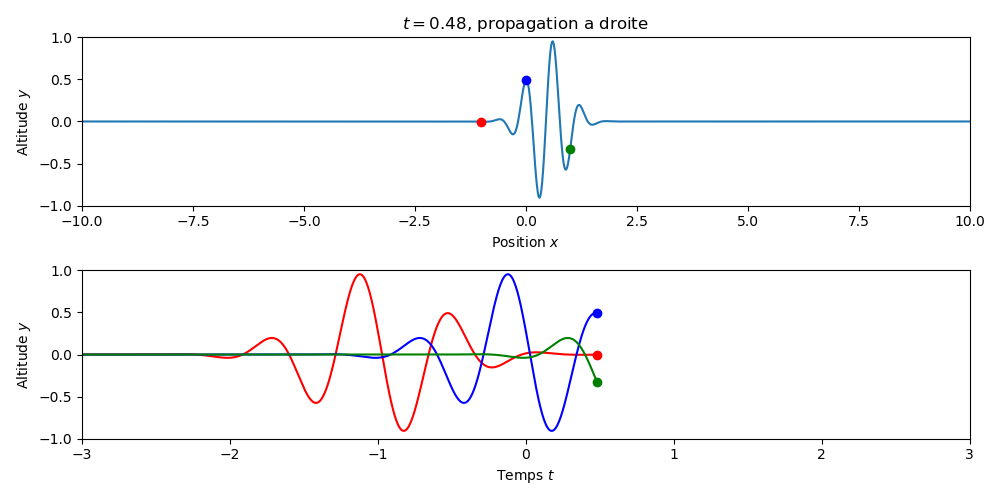 t = 0.48, propagation a droite
1.0
0.5
0.0
−0.5
−1.0
Altitude y
−10.0 −7.5 −5.0 −2.5 0.0 2.5 5.0 7.5 10.0
Position x
1.0
0.5
0.0
−0.5
−1.0
Altitude y
−3 −2 −1 0 1 2 3
Temps t